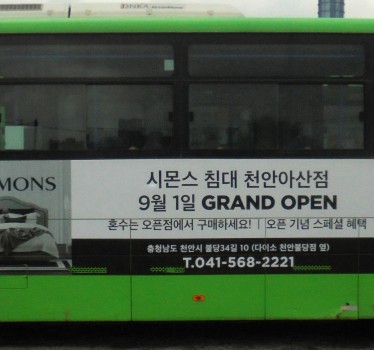 MONS
시몬스 침대 천안아산점
9월 1일 GRAND OPEN
혼수는 오픈점에서 구매하세요! 오픈 기념 스페셜 혜택
충청남도 천안시 불당34길 10 (다이소 천안불당점 옆)
T.041-568-2221